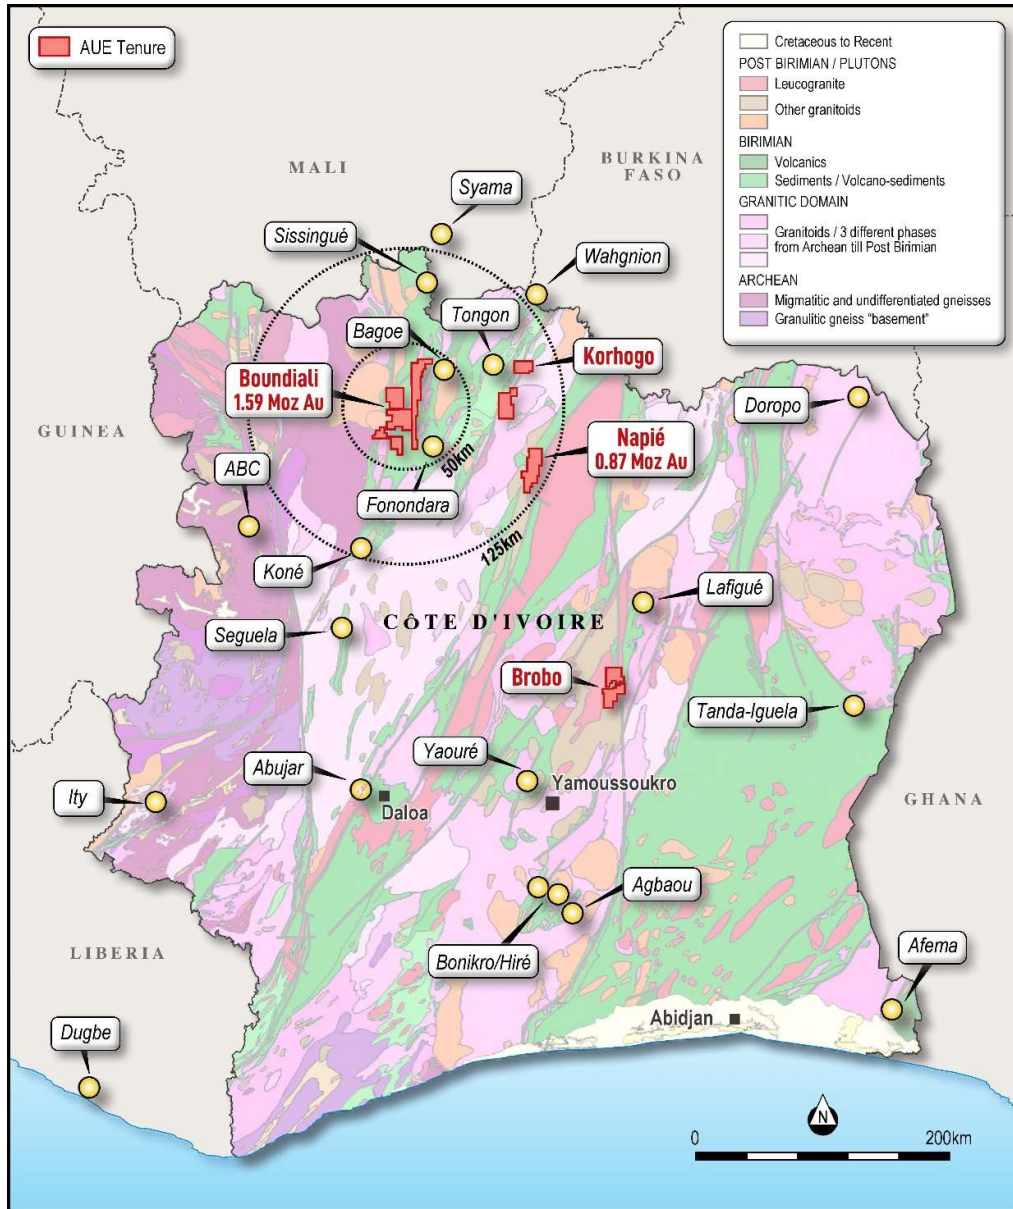 AUE Tenure
Cretaceous to Recent
POST BIRIMIAN / PLUTONS
Leucogranite
Other granitoids
BIRIMIAN
Volcanics
Sediments / Volcano-sediments
GRANITIC DOMAIN
Granitoids / 3 different phases
from Archean till Post Birimian
ARCHEAN
Migmatitic and undifferentiated gneisses
Granulitic gneiss "basement"
MALI
BURKINA
FASO
Syama
Sissingué
Wahgnion
Bagoe
Tongon
Korhogo
Boundiali
1.59 Moz Au
Doropo
GUINEA
Napié
0.87 Moz Au
ABC
50km
Fonondara
125km
Koné
Lafigué
CÔTE D'IVOIRE
Seguela
Brobo
Tanda-Iguela
Yaouré
Abujar
Yamoussoukro
Ity
Daloa
GHANA
Agbaou
Bonikro/Hiré
LIBERIA
Afema
Abidjan
Dugbe
N
0
200km